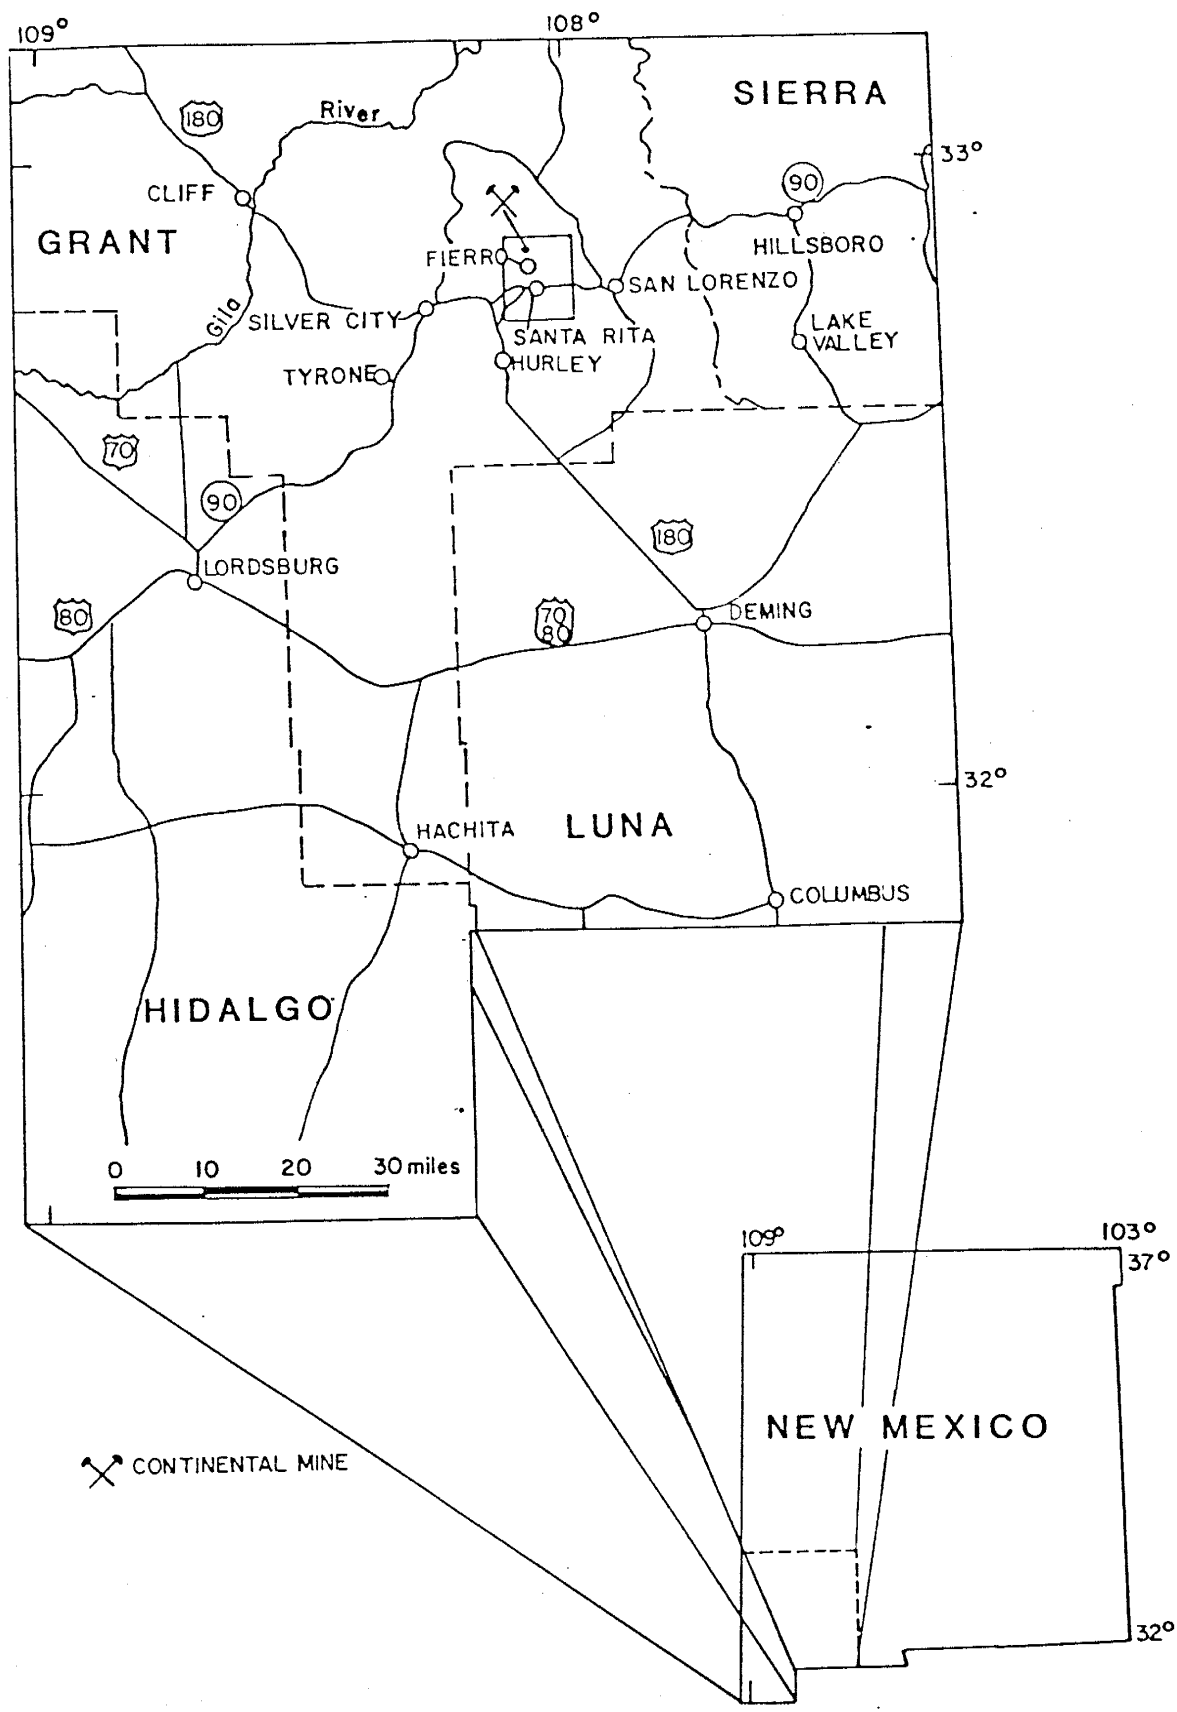 109°
108°
SIERRA
180
River
33°
90
CLIFF
GRANT
HILLSBORO
FIERRO
SAN LORENZO
Gila
SILVER CITY
LAKE
VALLEY
SANTA RITA
HURLEY
TYRONE
70
90
180
LORDSBURG
80
70
80
DEMING
32°
HACHITA
LUNA
COLUMBUS
HIDALGO
0 10 20 30 miles
109°
103°
37°
NEW MEXICO
CONTINENTAL MINE
32°